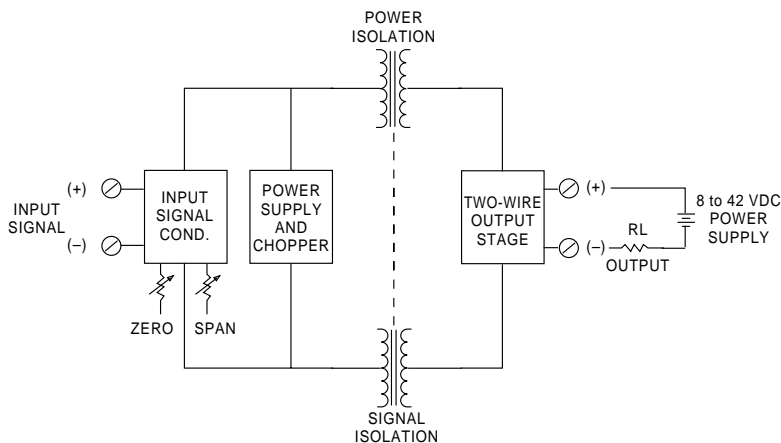 POWER
ISOLATION
(+)
INPUT
SIGNAL
(–)
INPUT
SIGNAL
COND.
POWER
SUPPLY
AND
CHOPPER
TWO-WIRE
OUTPUT
STAGE
(+)
(–)
RL
OUTPUT
8 to 42 VDC
POWER
SUPPLY
ZERO
SPAN
SIGNAL
ISOLATION